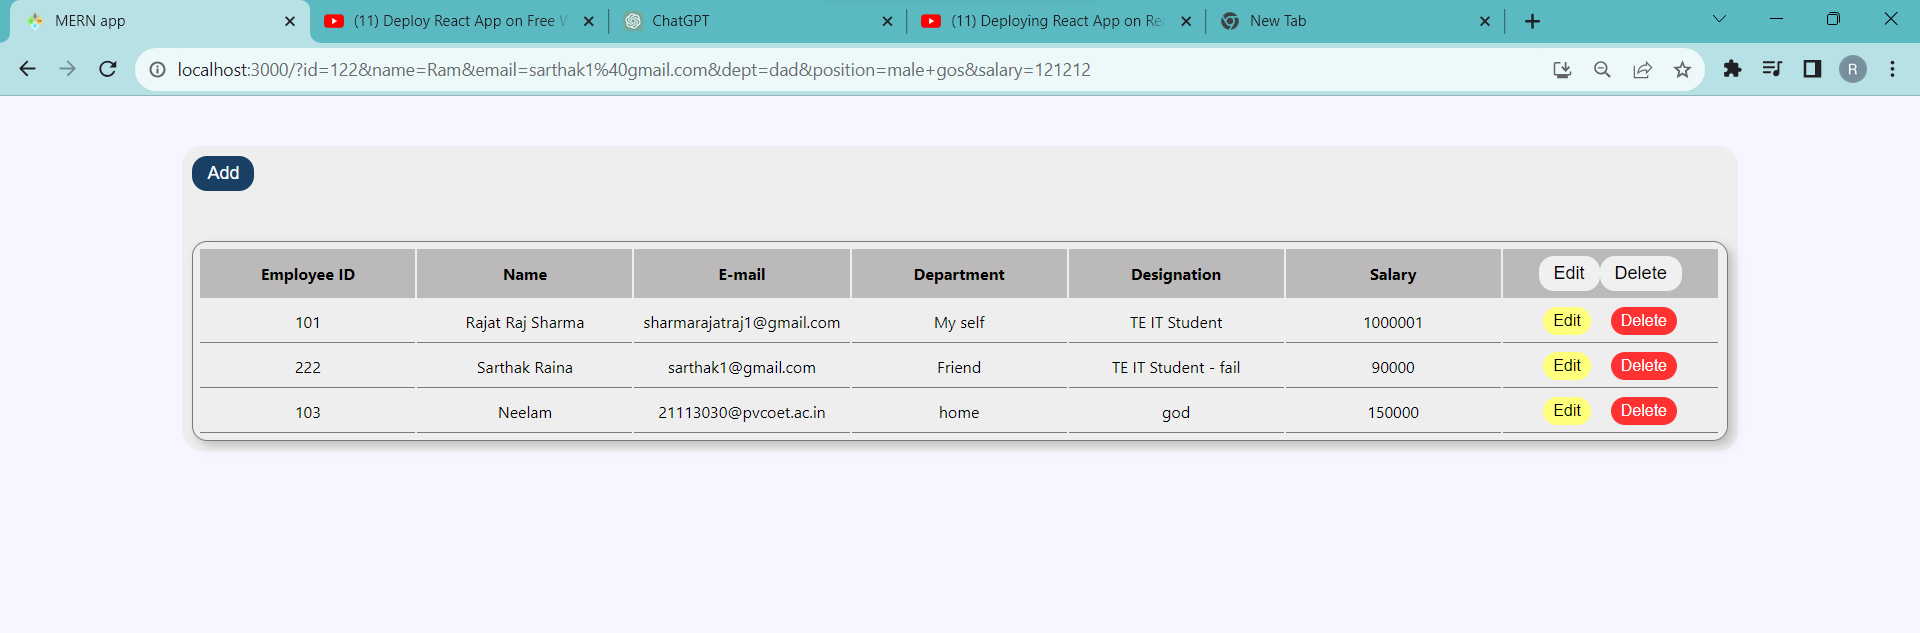 MERN app
(11) Deploy React App on Free W
ChatGPT
(11) Deploying React App on Re
New Tab
localhost:3000/?id=122&name=Ram&email=sarthak1%40gmail.com&dept=dad&position=male+gos&salary=121212
R
Add
Employee ID Name E-mail Department Designation Salary Edit Delete
101 Rajat Raj Sharma sharmarajatraj1@gmail.com My self TE IT Student 1000001 Edit Delete
222 Sarthak Raina sarthak1@gmail.com Friend TE IT Student - fail 90000 Edit Delete
103 Neelam 21113030@pvcoet.ac.in home god 150000 Edit Delete